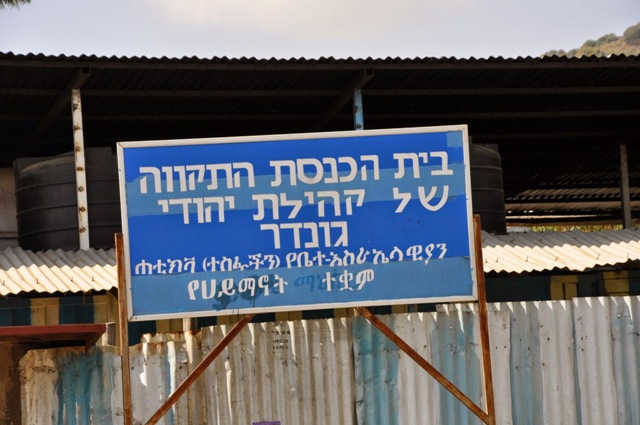 בית הכנסת התקווה
של קהילת יהודי
גונדר
ሐቲክቫ (ተስፋችን) የቤተ-እስራኤላዊያን
የሀይማኖት ተቋም